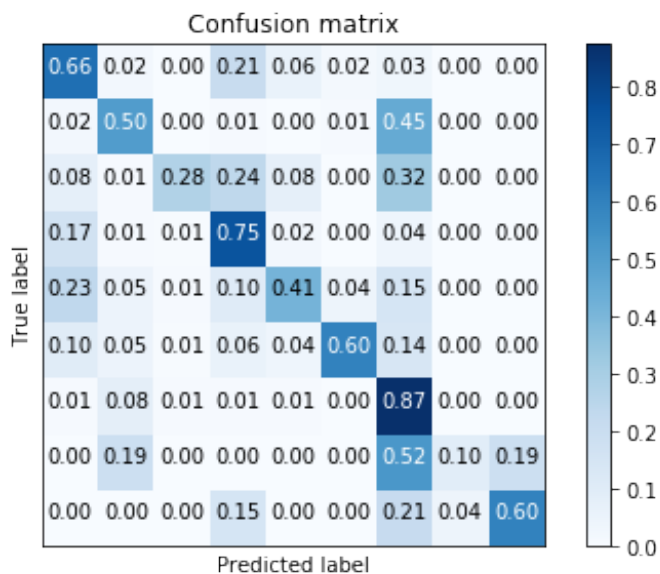 Confusion matrix
0.66 0.02 0.00 0.21 0.06 0.02 0.03 0.00 0.00
0.02 0.50 0.00 0.01 0.00 0.01 0.45 0.00 0.00
0.08 0.01 0.28 0.24 0.08 0.00 0.32 0.00 0.00
0.17 0.01 0.01 0.75 0.02 0.00 0.04 0.00 0.00
0.23 0.05 0.01 0.10 0.41 0.04 0.15 0.00 0.00
0.10 0.05 0.01 0.06 0.04 0.60 0.14 0.00 0.00
0.01 0.08 0.01 0.01 0.01 0.00 0.87 0.00 0.00
0.00 0.19 0.00 0.00 0.00 0.00 0.52 0.10 0.19
0.00 0.00 0.00 0.15 0.00 0.00 0.21 0.04 0.60
True label
Predicted label
0.8
0.7
0.6
0.5
0.4
0.3
0.2
0.1
0.0